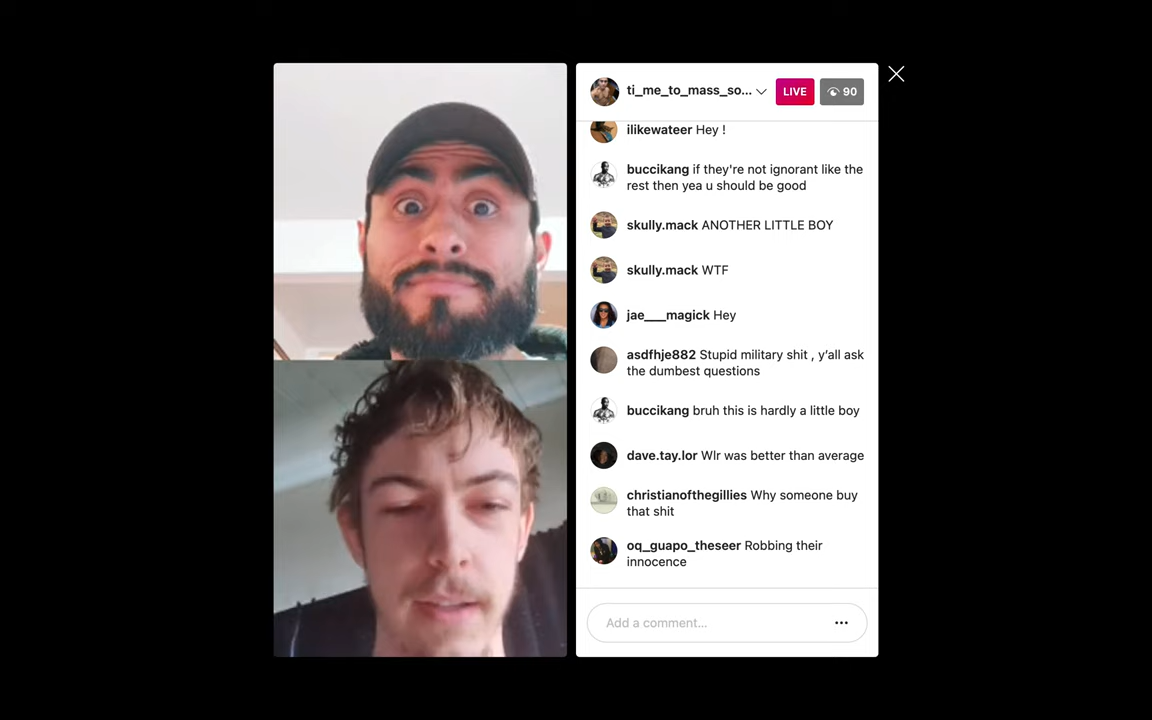 ti_me_to_mass_so...
LIVE
90
ilikewateer Hey !
buccikang if they're not ignorant like the
rest then yea u should be good
skully.mack ANOTHER LITTLE BOY
skully.mack WTF
jae___magick Hey
asdfhje882 Stupid military shit , y'all ask
the dumbest questions
buccikang bruh this is hardly a little boy
dave.tay.lor Wlr was better than average
christianofthegillies Why someone buy
that shit
oq_guapo_theseer Robbing their
innocence
Add a comment...